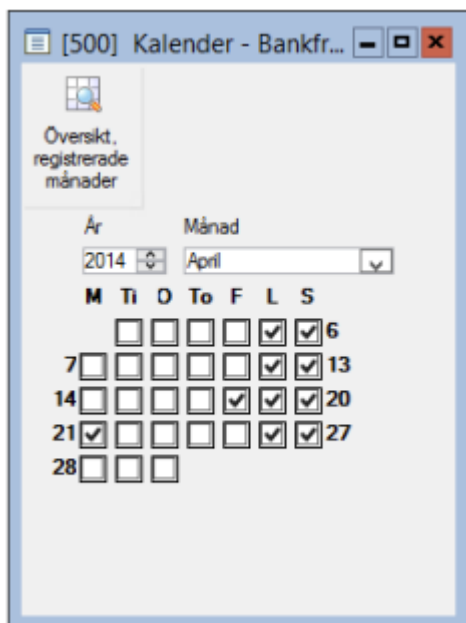 [500] Kalender - Bankfr...
Översikt,
registrerade
månader
År Månad
2014 April
M Ti O To F L S
6
7 13
14 20
21 27
28